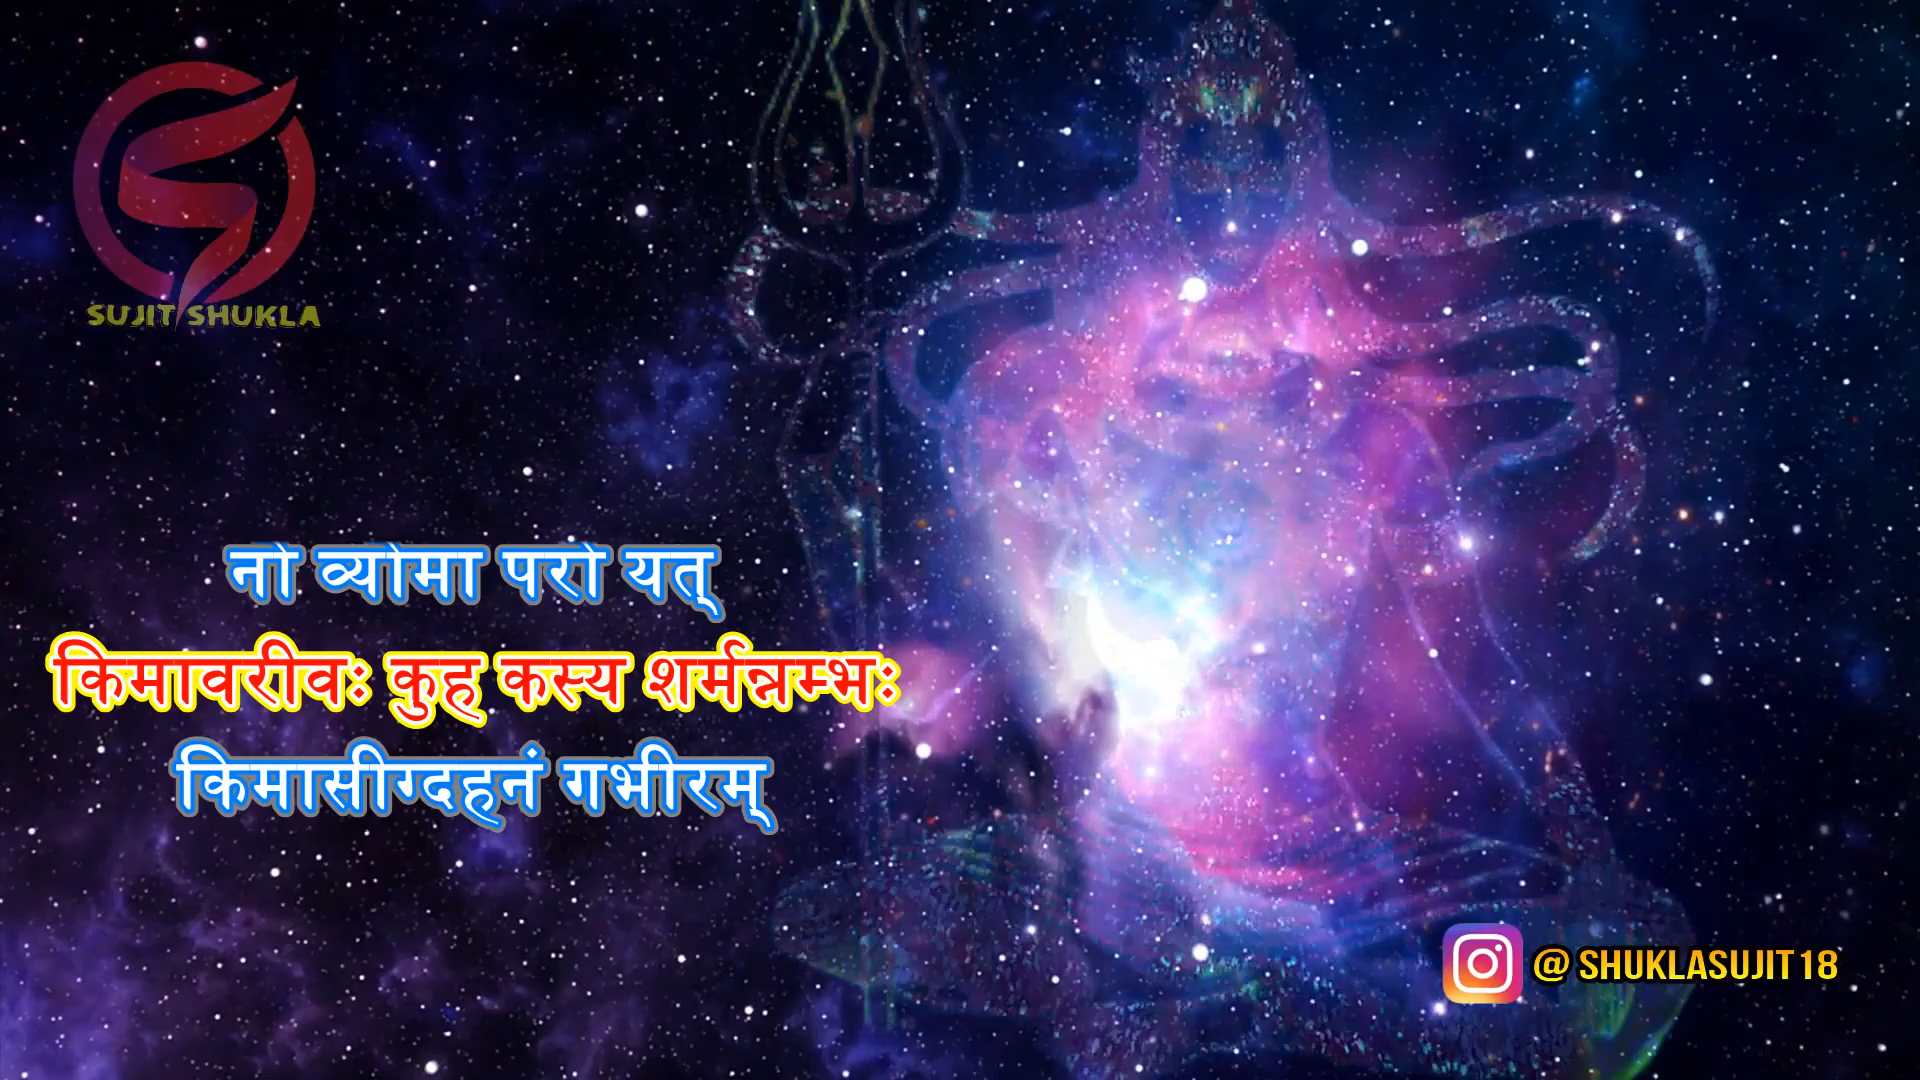 SUJIT SHUKLA
नो व्योमा परो यत्
किमावरीवः कुह कस्य शर्मन्नम्भः
किमासीग्दहनं गभीरम्
@ SHUKLASUJIT18